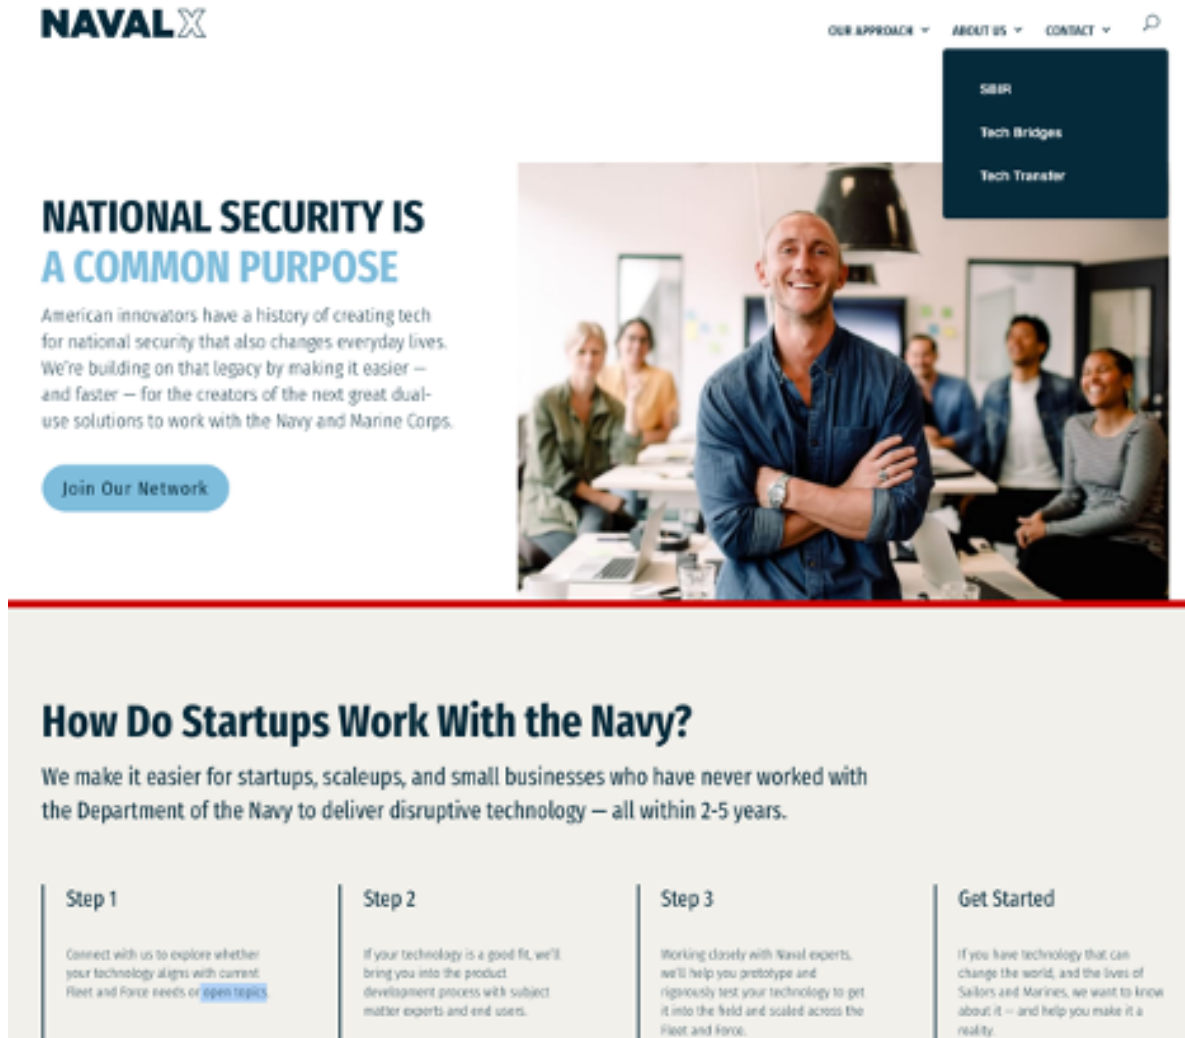 NAVALX
OUR APPROACH
ABOUT US
CONTACT
SBIR
Tech Bridges
Tech Transfer
NATIONAL SECURITY IS
A COMMON PURPOSE
American innovators have a history of creating tech
for national security that also changes everyday lives.
We're building on that legacy by making it easier —
and faster — for the creators of the next great dual-
use solutions to work with the Navy and Marine Corps.
Join Our Network
How Do Startups Work With the Navy?
We make it easier for startups, scaleups, and small businesses who have never worked with
the Department of the Navy to deliver disruptive technology — all within 2-5 years.
Step 1
Connect with us to explore whether
your technology aligns with current
Fleet and Force needs or open topics.
Step 2
If your technology is a good fit, we'll
bring you into the product
development process with subject
matter experts and end users.
Step 3
Working closely with Naval experts,
we'll help you prototype and
rigorously test your technology to get
it into the field and scaled across the
Fleet and Force.
Get Started
If you have technology that can
change the world, and the lives of
Sailors and Marines, we want to know
about it — and help you make it a
reality.